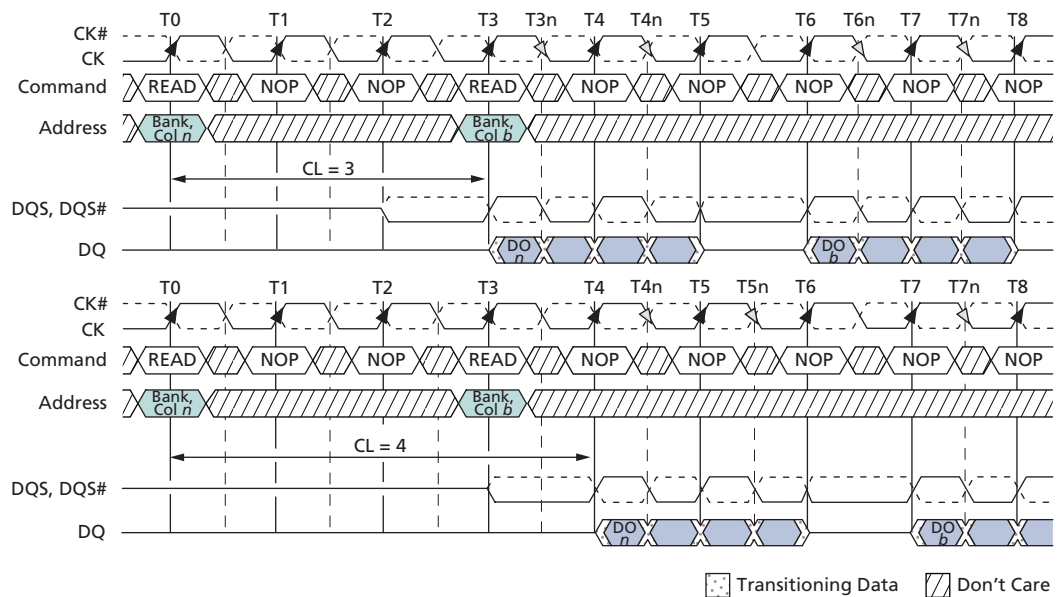 T0 T1 T2 T3 T3n T4 T4n T5 T6 T6n T7 T7n T8
CK#
CK
Command READ NOP NOP READ NOP NOP NOP NOP NOP
Address Bank, Col n Bank, Col b
CL = 3
DQS, DQS#
DQ DO n DO b
T0 T1 T2 T3 T4 T4n T5 T5n T6 T7 T7n T8
CK#
CK
Command READ NOP NOP READ NOP NOP NOP NOP NOP
Address Bank, Col n Bank, Col b
CL = 4
DQS, DQS#
DQ DO n DO b
Transitioning Data Don't Care